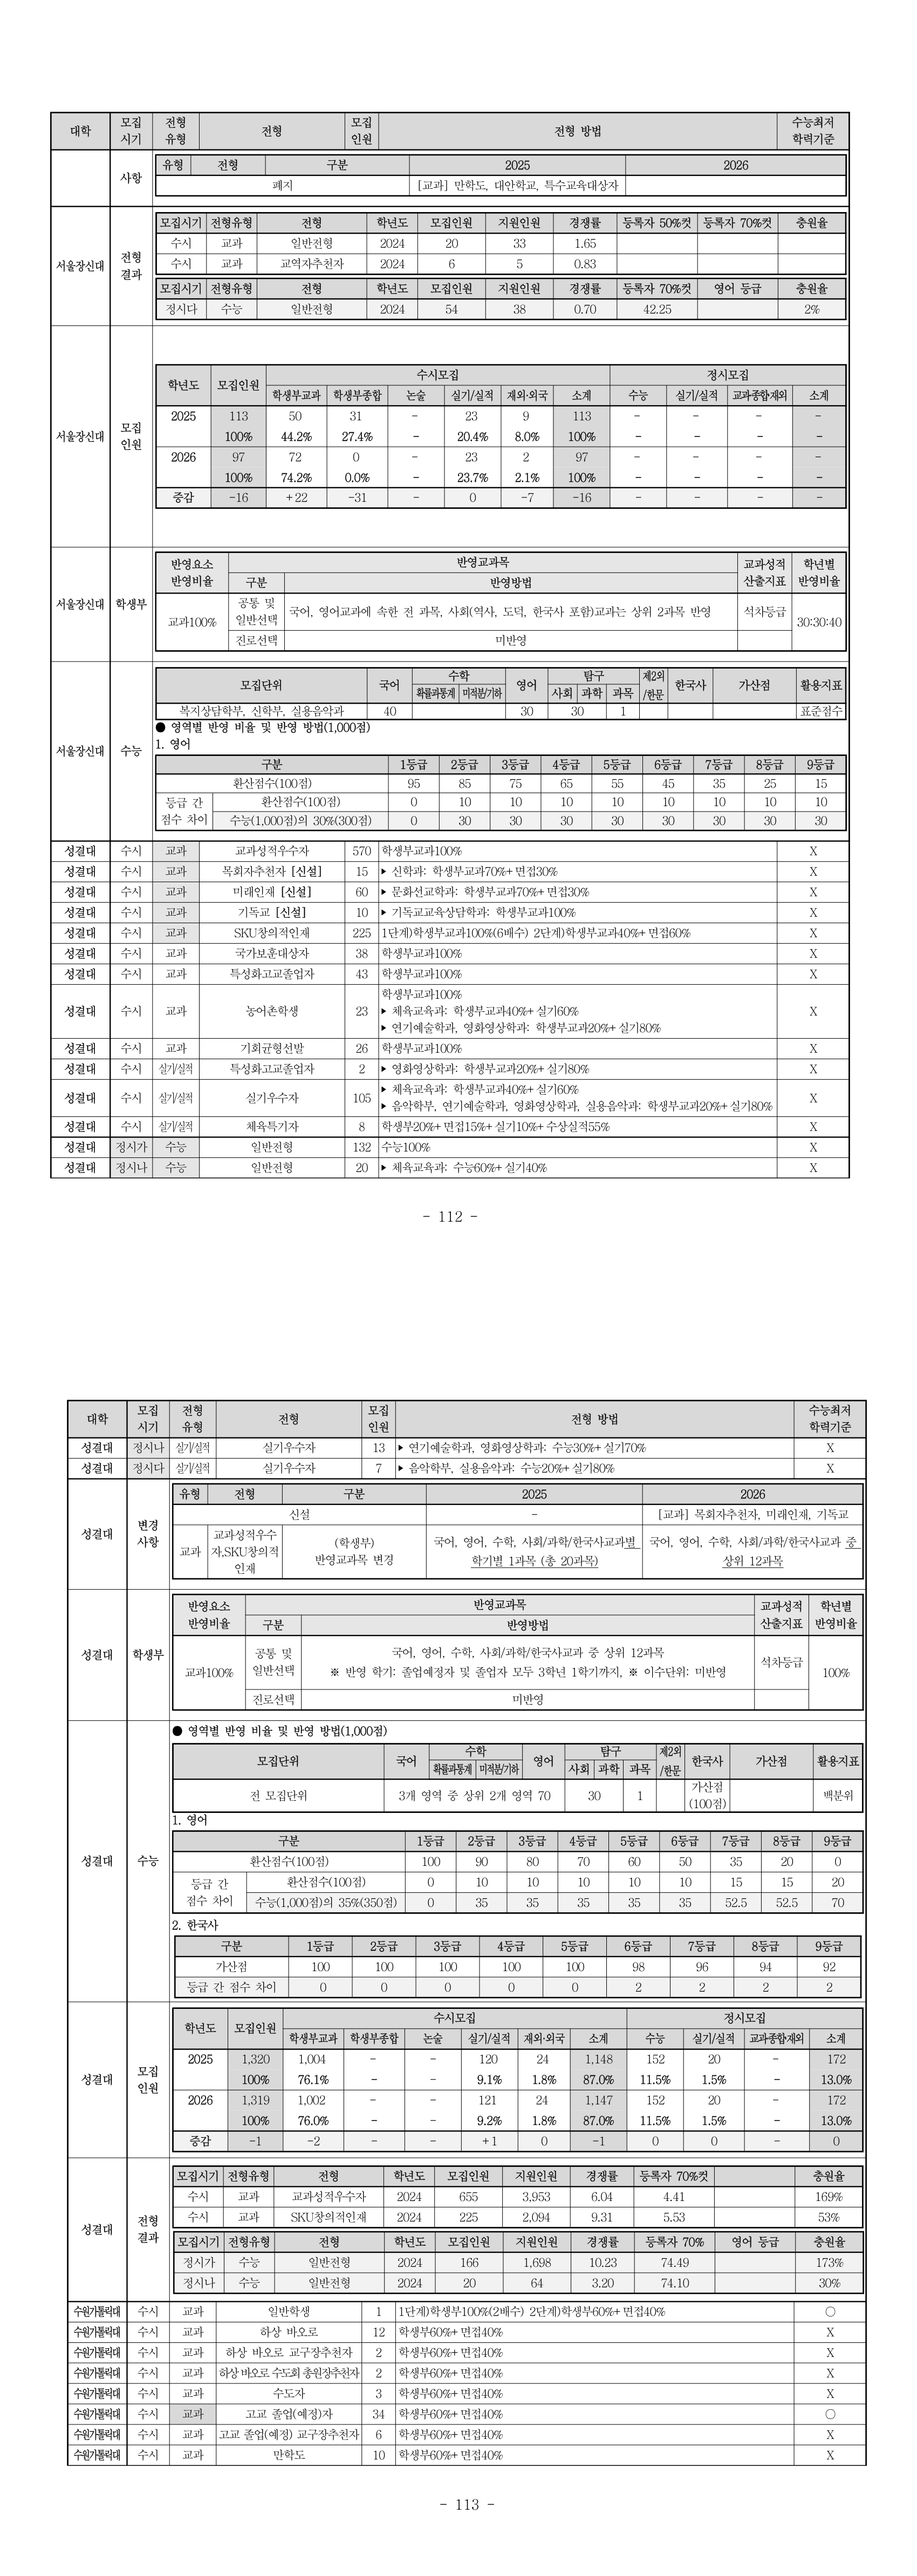 대학 모집시기 전형유형 전형 모집인원 전형 방법 수능최저학력기준
사항
유형 전형 구분 2025 2026
폐지 [교과] 만학도, 대안학교, 특수교육대상자
서울장신대 전형결과
모집시기 전형유형 전형 학년도 모집인원 지원인원 경쟁률 등록자 50%컷 등록자 70%컷 충원율
수시 교과 일반전형 2024 20 33 1.65
수시 교과 교역자추천자 2024 6 5 0.83
모집시기 전형유형 전형 학년도 모집인원 지원인원 경쟁률 등록자 70%컷 영어 등급 충원율
정시다 수능 일반전형 2024 54 38 0.70 42.25 2%
서울장신대 모집인원
학년도 모집인원 수시모집 정시모집
학생부교과 학생부종합 논술 실기/실적 재외·외국 소계 수능 실기/실적 교과종합재외 소계
2025 113 50 31 - 23 9 113 - - - -
100% 44.2% 27.4% - 20.4% 8.0% 100% - - - -
2026 97 72 0 - 23 2 97 - - - -
100% 74.2% 0.0% - 23.7% 2.1% 100% - - - -
증감 -16 +22 -31 - 0 -7 -16 - - - -
서울장신대 학생부
반영요소 반영비율 반영교과목 교과성적 산출지표 학년별 반영비율
구분 반영방법
교과100% 공통 및 일반선택 국어, 영어교과에 속한 전 과목, 사회(역사, 도덕, 한국사 포함)교과는 상위 2과목 반영 석차등급 30:30:40
진로선택 미반영
서울장신대 수능
모집단위 국어 수학 영어 탐구 제2외/한문 한국사 가산점 활용지표
확률과통계 미적분/기하 사회 과학 과목
복지상담학부, 신학부, 실용음악과 40 30 30 1 표준점수
● 영역별 반영 비율 및 반영 방법(1,000점)
1. 영어
구분 1등급 2등급 3등급 4등급 5등급 6등급 7등급 8등급 9등급
환산점수(100점) 95 85 75 65 55 45 35 25 15
등급 간 점수 차이 환산점수(100점) 0 10 10 10 10 10 10 10 10
수능(1,000점)의 30%(300점) 0 30 30 30 30 30 30 30 30
성결대 수시 교과 교과성적우수자 570 학생부교과100% X
성결대 수시 교과 목회자추천자 [신설] 15 ▶ 신학과: 학생부교과70%+면접30% X
성결대 수시 교과 미래인재 [신설] 60 ▶ 문화선교학과: 학생부교과70%+면접30% X
성결대 수시 교과 기독교 [신설] 10 ▶ 기독교교육상담학과: 학생부교과100% X
성결대 수시 교과 SKU창의적인재 225 1단계)학생부교과100%(6배수) 2단계)학생부교과40%+면접60% X
성결대 수시 교과 국가보훈대상자 38 학생부교과100% X
성결대 수시 교과 특성화고교졸업자 43 학생부교과100% X
성결대 수시 교과 농어촌학생 23 학생부교과100% X
▶ 체육교육과: 학생부교과40%+실기60%
▶ 연기예술학과, 영화영상학과: 학생부교과20%+실기80%
성결대 수시 교과 기회균형선발 26 학생부교과100% X
성결대 수시 실기/실적 특성화고교졸업자 2 ▶ 영화영상학과: 학생부교과20%+실기80% X
성결대 수시 실기/실적 실기우수자 105 ▶ 체육교육과: 학생부교과40%+실기60% X
▶ 음악학부, 연기예술학과, 영화영상학과, 실용음악과: 학생부교과20%+실기80%
성결대 수시 실기/실적 체육특기자 8 학생부20%+면접15%+실기10%+수상실적55% X
성결대 정시가 수능 일반전형 132 수능100% X
성결대 정시나 수능 일반전형 20 ▶ 체육교육과: 수능60%+실기40% X
- 112 -
대학 모집시기 전형유형 전형 모집인원 전형 방법 수능최저학력기준
성결대 정시나 실기/실적 실기우수자 13 ▶ 연기예술학과, 영화영상학과: 수능30%+실기70% X
성결대 정시다 실기/실적 실기우수자 7 ▶ 음악학부, 실용음악과: 수능20%+실기80% X
성결대 변경사항
유형 전형 구분 2025 2026
신설 - [교과] 목회자추천자, 미래인재, 기독교
교과 교과성적우수자,SKU창의적인재 (학생부) 반영교과목 변경 국어, 영어, 수학, 사회/과학/한국사교과별 학기별 1과목 (총 20과목) 국어, 영어, 수학, 사회/과학/한국사교과 중 상위 12과목
성결대 학생부
반영요소 반영비율 반영교과목 교과성적 산출지표 학년별 반영비율
구분 반영방법
교과100% 공통 및 일반선택 국어, 영어, 수학, 사회/과학/한국사교과 중 상위 12과목 석차등급 100%
※ 반영 학기: 졸업예정자 및 졸업자 모두 3학년 1학기까지, ※ 이수단위: 미반영
진로선택 미반영
성결대 수능
● 영역별 반영 비율 및 반영 방법(1,000점)
모집단위 국어 수학 영어 탐구 제2외/한문 한국사 가산점 활용지표
확률과통계 미적분/기하 사회 과학 과목
전 모집단위 3개 영역 중 상위 2개 영역 70 30 1 가산점(100점) 백분위
1. 영어
구분 1등급 2등급 3등급 4등급 5등급 6등급 7등급 8등급 9등급
환산점수(100점) 100 90 80 70 60 50 35 20 0
등급 간 점수 차이 환산점수(100점) 0 10 10 10 10 10 15 15 20
수능(1,000점)의 35%(350점) 0 35 35 35 35 35 52.5 52.5 70
2. 한국사
구분 1등급 2등급 3등급 4등급 5등급 6등급 7등급 8등급 9등급
가산점 100 100 100 100 100 98 96 94 92
등급 간 점수 차이 0 0 0 0 0 2 2 2 2
성결대 모집인원
학년도 모집인원 수시모집 정시모집
학생부교과 학생부종합 논술 실기/실적 재외·외국 소계 수능 실기/실적 교과종합재외 소계
2025 1,320 1,004 - - 120 24 1,148 152 20 - 172
100% 76.1% - - 9.1% 1.8% 87.0% 11.5% 1.5% - 13.0%
2026 1,319 1,002 - - 121 24 1,147 152 20 - 172
100% 76.0% - - 9.2% 1.8% 87.0% 11.5% 1.5% - 13.0%
증감 -1 -2 - - +1 0 -1 0 0 - 0
성결대 전형결과
모집시기 전형유형 전형 학년도 모집인원 지원인원 경쟁률 등록자 70%컷 충원율
수시 교과 교과성적우수자 2024 655 3,953 6.04 4.41 169%
수시 교과 SKU창의적인재 2024 225 2,094 9.31 5.53 53%
모집시기 전형유형 전형 학년도 모집인원 지원인원 경쟁률 등록자 70% 영어 등급 충원율
정시가 수능 일반전형 2024 166 1,698 10.23 74.49 173%
정시나 수능 일반전형 2024 20 64 3.20 74.10 30%
수원가톨릭대 수시 교과 일반학생 1 1단계)학생부100%(2배수) 2단계)학생부60%+면접40% ○
수원가톨릭대 수시 교과 하상 바오로 12 학생부60%+면접40% X
수원가톨릭대 수시 교과 하상 바오로 교구장추천자 2 학생부60%+면접40% X
수원가톨릭대 수시 교과 하상 바오로 수도회 총원장추천자 2 학생부60%+면접40% X
수원가톨릭대 수시 교과 수도자 3 학생부60%+면접40% X
수원가톨릭대 수시 교과 고교 졸업(예정)자 34 학생부60%+면접40% ○
수원가톨릭대 수시 교과 고교 졸업(예정) 교구장추천자 6 학생부60%+면접40% X
수원가톨릭대 수시 교과 만학도 10 학생부60%+면접40% X
- 113 -